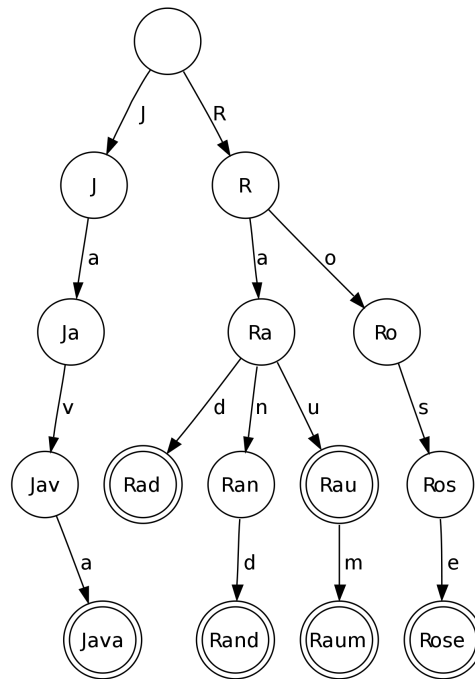 J R
J R
a a o
Ja Ra Ro
v d n u s
Jav Rad Ran Rau Ros
a d m e
Java Rand Raum Rose